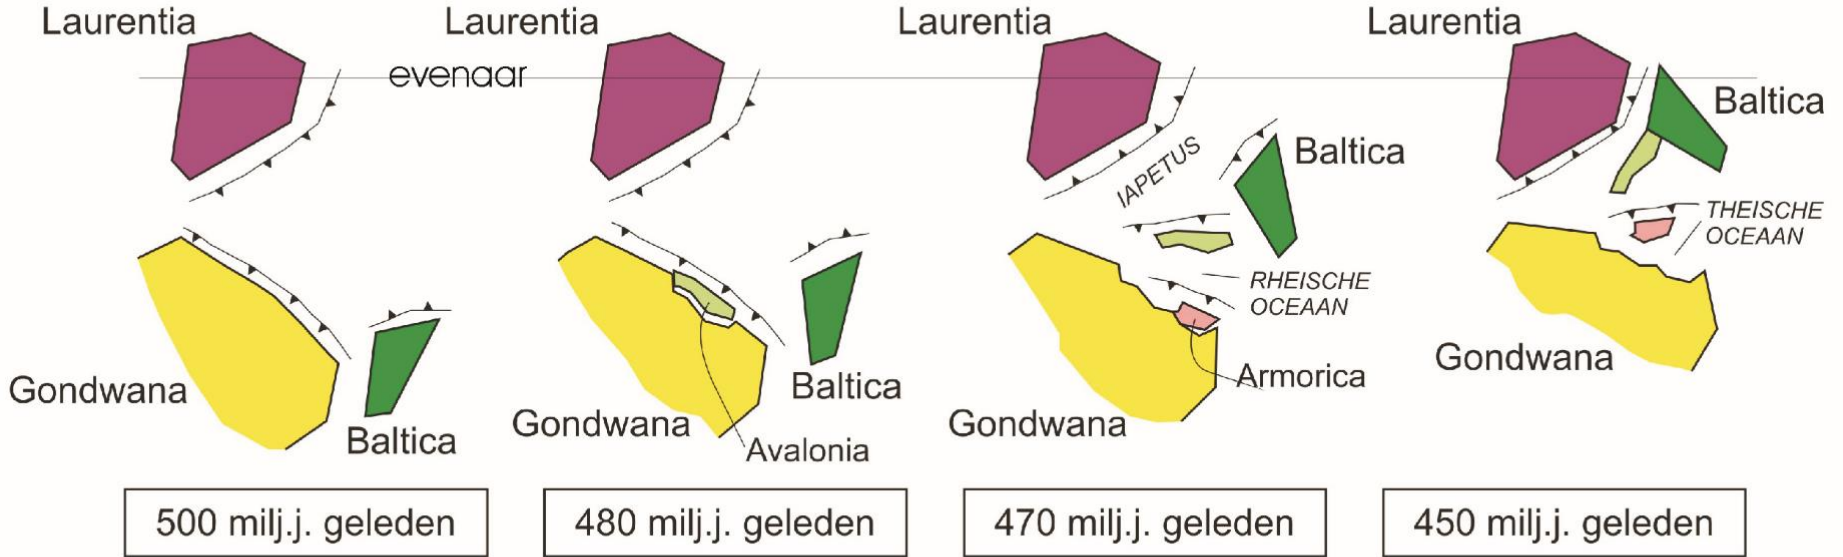 Laurentia
evenaar
Gondwana
Baltica
500 milj.j. geleden
Laurentia
Baltica
Gondwana
Avalonia
480 milj.j. geleden
Laurentia
IAPETUS
Baltica
RHEISCHE
OCEAAN
Armorica
Gondwana
470 milj.j. geleden
Laurentia
Baltica
THEISCHE
OCEAAN
Gondwana
450 milj.j. geleden